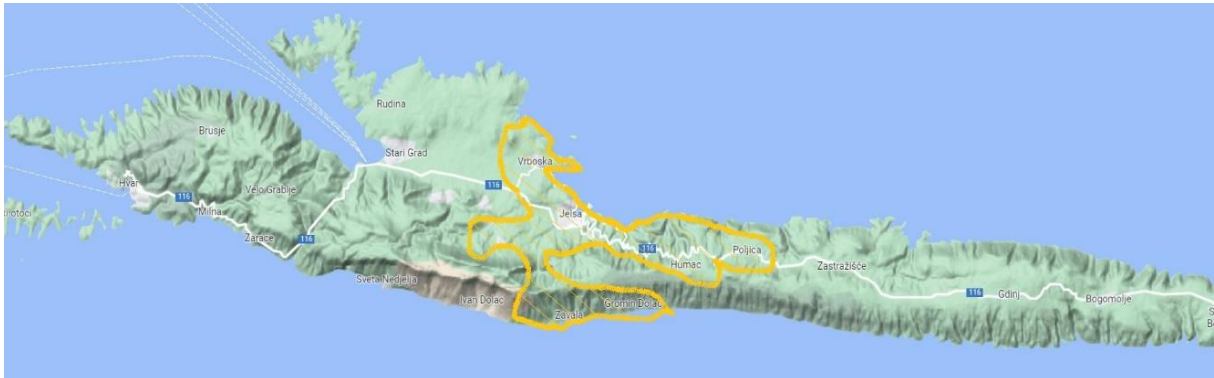 Rudina
Brusje
Stari Grad
Vrboska
Hvar
116
116
Velo Grablje
Milna
Jelsa
Zarače
116
116
Poljica
Humac
Zastražišće
Sveta Nedjelja
116
Gdinj
Bogomolje
Ivan Dolac
Gromin Dolac
Zavala